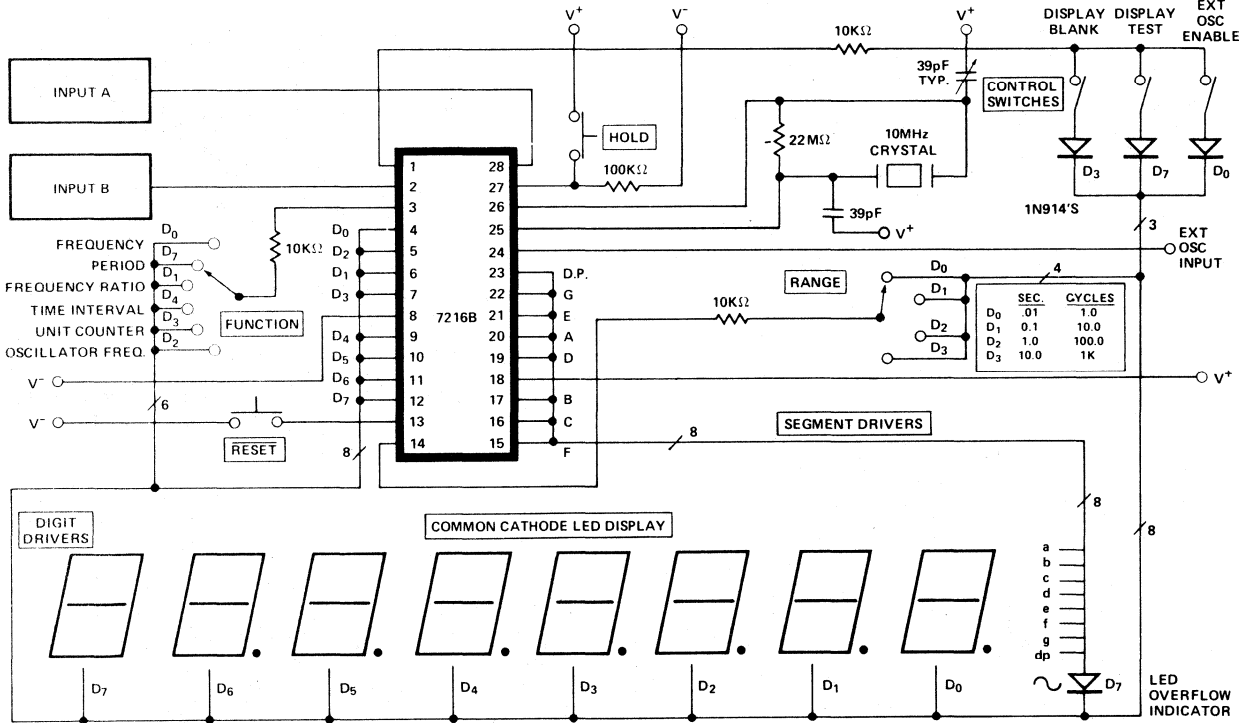 V+
V−
V+
DISPLAY BLANK
DISPLAY TEST
EXT OSC ENABLE
10KΩ
39pF TYP.
CONTROL SWITCHES
INPUT A
HOLD
22MΩ
10MHz CRYSTAL
INPUT B
100KΩ
D3
D7
D0
1N914'S
39pF
V+
3
EXT OSC INPUT
1
2
3
4
5
6
7
8
9
10
11
12
13
14
7216B
28
27
26
25
24
23
22
21
20
19
18
17
16
15
D0
D2
D1
D3
D4
D5
D6
D7
D.P.
G
E
A
D
B
C
F
10KΩ
FREQUENCY D0
PERIOD D7
FREQUENCY RATIO D1
TIME INTERVAL D4
UNIT COUNTER D3
OSCILLATOR FREQ. D2
FUNCTION
V−
6
V−
RESET
8
RANGE
10KΩ
D0
D1
D2
D3
4
SEC. CYCLES
D0 .01 1.0
D1 0.1 10.0
D2 1.0 100.0
D3 10.0 1K
V+
SEGMENT DRIVERS
8
8
8
DIGIT DRIVERS
COMMON CATHODE LED DISPLAY
a
b
c
d
e
f
g
dp
D7
D6
D5
D4
D3
D2
D1
D0
D7
LED OVERFLOW INDICATOR